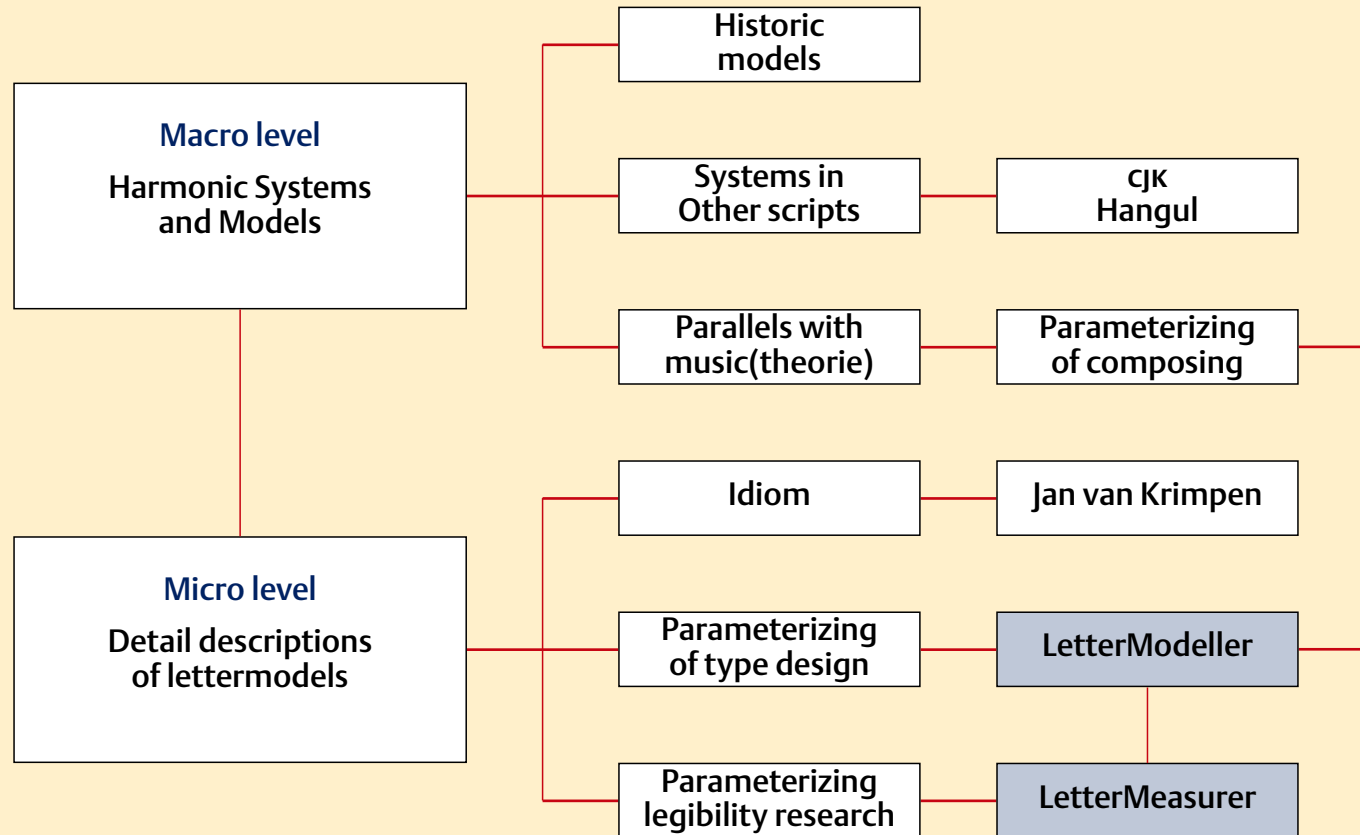 Historic
models
Macro level
Harmonic Systems
and Models
Systems in
Other scripts
CJK
Hangul
Parallels with
music(theorie)
Parameterizing
of composing
Idiom
Jan van Krimpen
Micro level
Detail descriptions
of lettermodels
Parameterizing
of type design
LetterModeller
Parameterizing
legibility research
LetterMeasurer